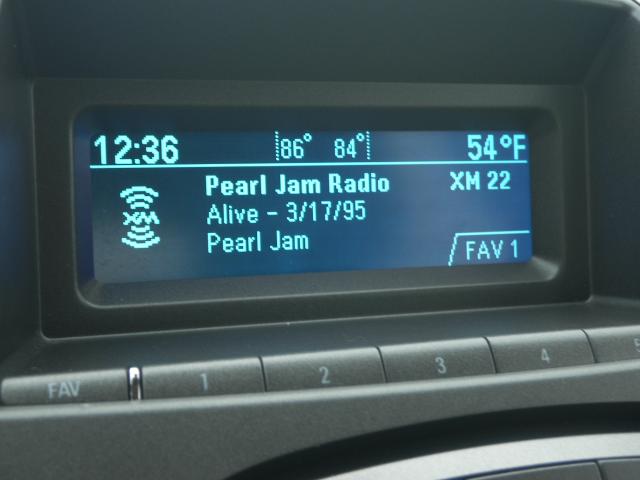 12:36 86° 84° 54°F
Pearl Jam Radio XM 22
XM Alive - 3/17/95
Pearl Jam
FAV 1
FAV 1 2 3 4 5